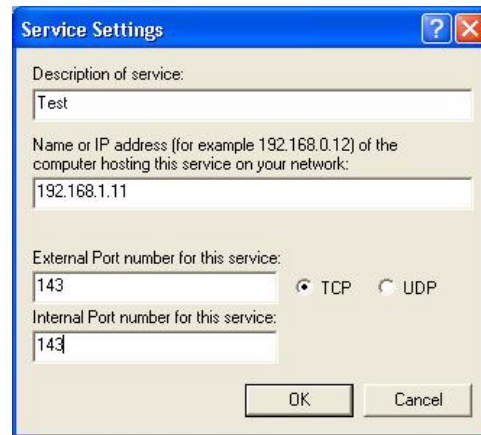 Service Settings
Description of service:
Test
Name or IP address (for example 192.168.0.12) of the
computer hosting this service on your network:
192.168.1.11
External Port number for this service:
143
TCP
UDP
Internal Port number for this service:
143
OK
Cancel